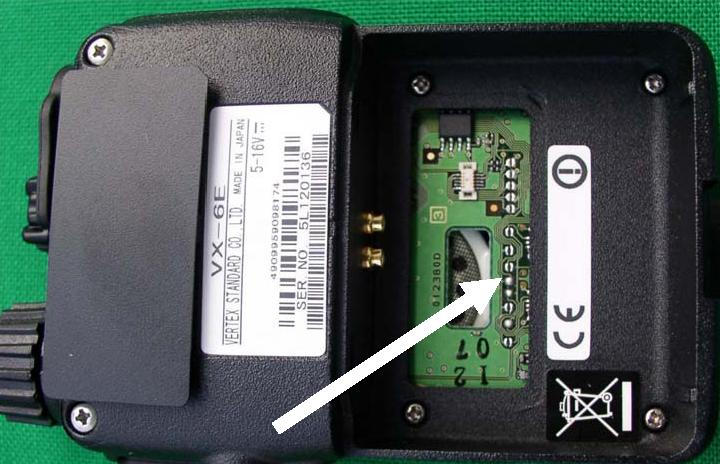 VX-6E
VERTEX STANDARD CO.,LTD. MADE IN JAPAN
5-16V
4909959098174
SER. NO. 5L120136
3
012380D
12
07
CE